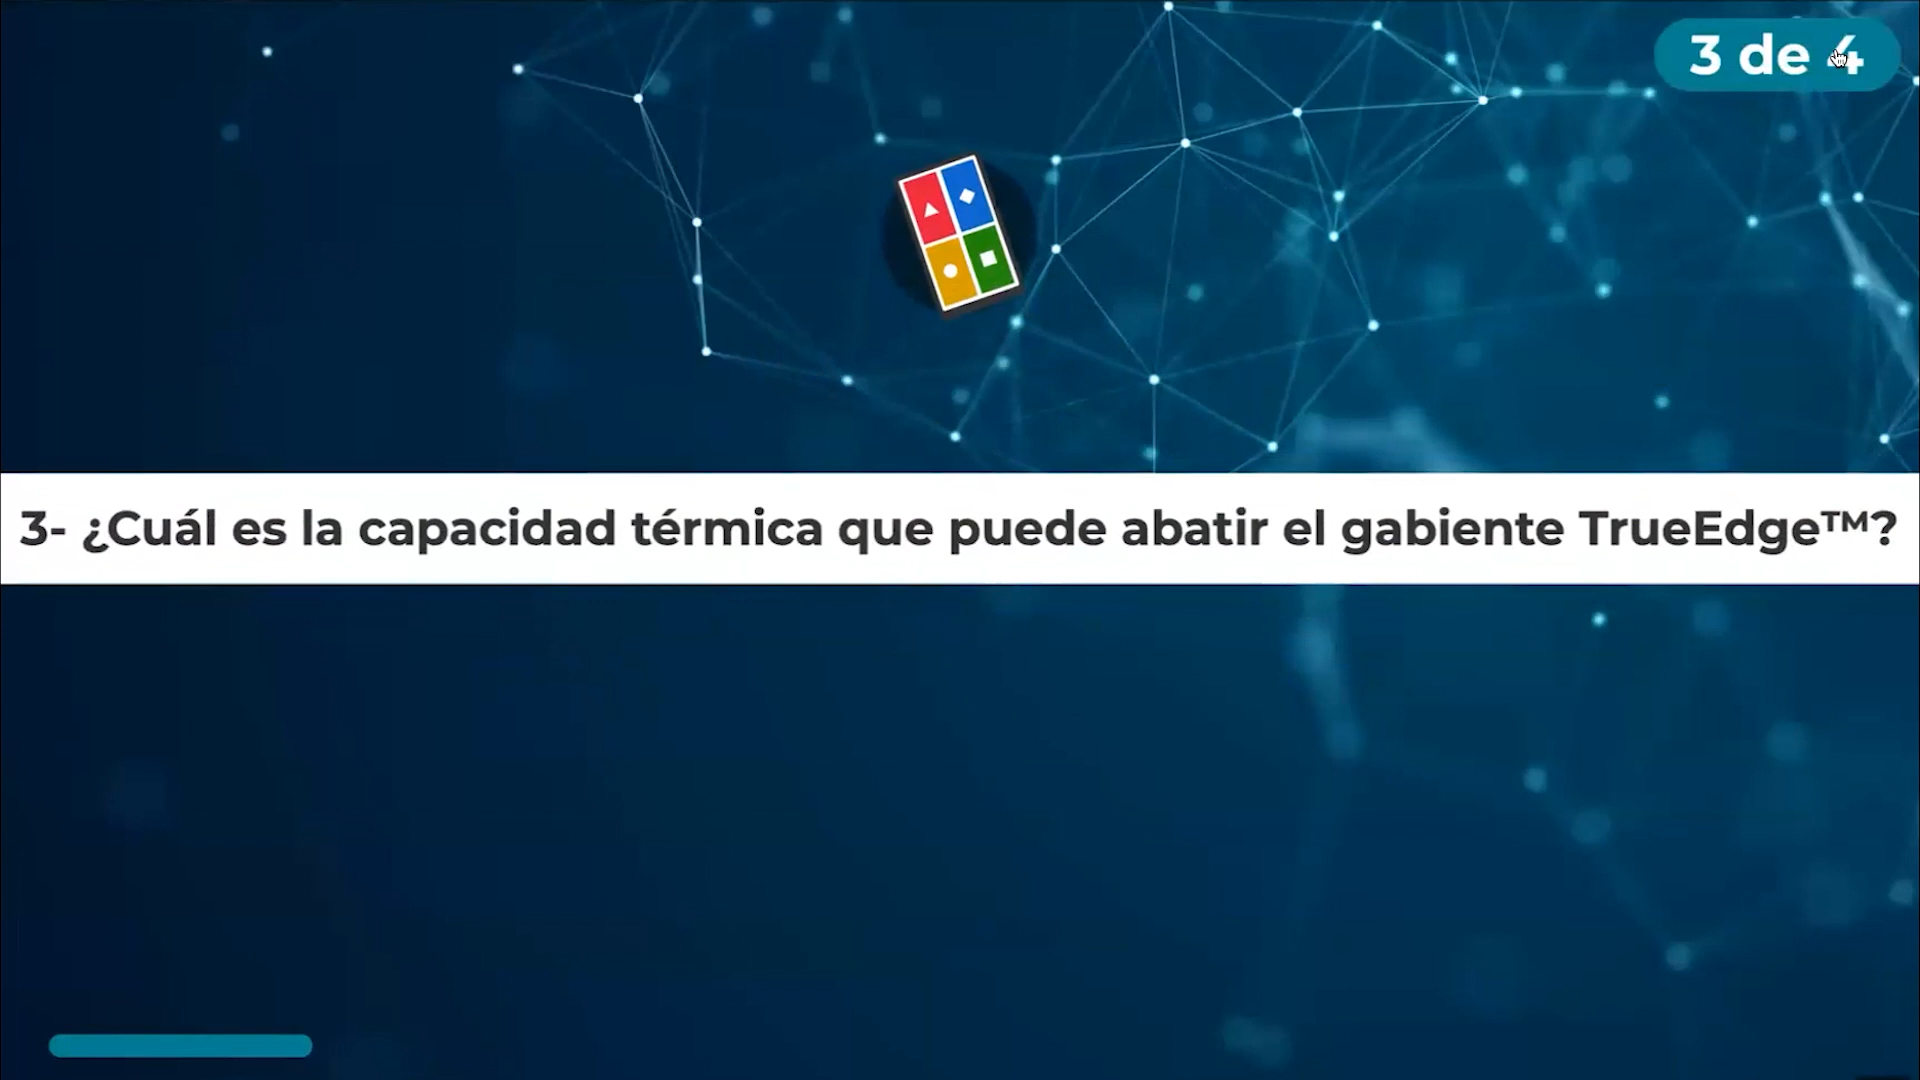 3 de 4
3- ¿Cuál es la capacidad térmica que puede abatir el gabiente TrueEdge™?